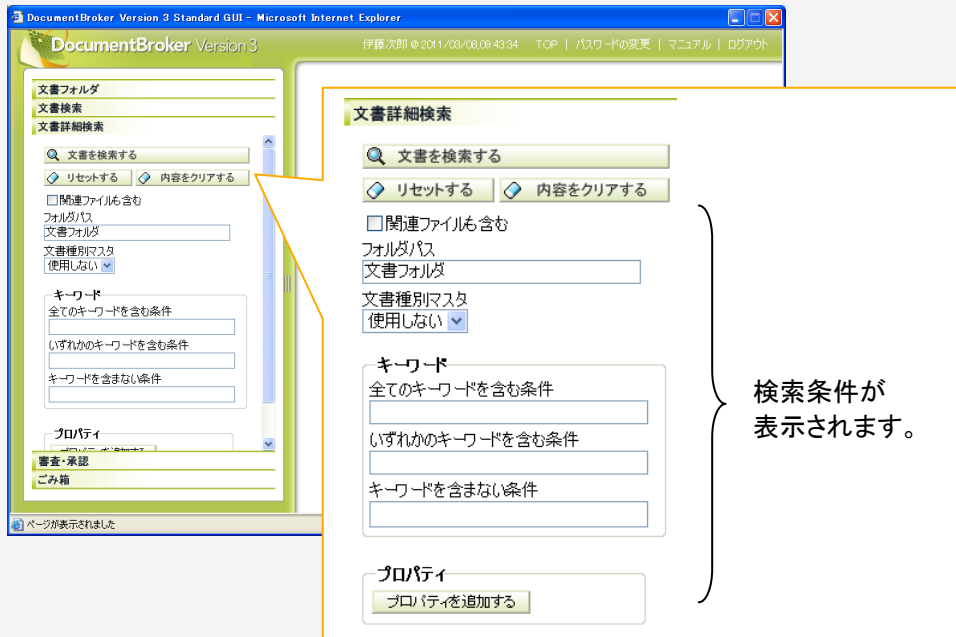 DocumentBroker Version 3 Standard GUI - Microsoft Internet Explorer
DocumentBroker Version 3
伊藤次郎 @ 2011/03/08,09:43:34 TOP | パスワードの変更 | マニュアル | ログアウト
文書フォルダ
文書検索
文書詳細検索
文書を検索する
リセットする 内容をクリアする
関連ファイルも含む
フォルダパス
文書フォルダ
文書種別マスタ
使用しない
キーワード
全てのキーワードを含む条件
いずれかのキーワードを含む条件
キーワードを含まない条件
プロパティ
プロパティを追加する
審査・承認
ごみ箱
ページが表示されました
文書詳細検索
文書を検索する
リセットする 内容をクリアする
関連ファイルも含む
フォルダパス
文書フォルダ
文書種別マスタ
使用しない
キーワード
全てのキーワードを含む条件
いずれかのキーワードを含む条件
キーワードを含まない条件
プロパティ
プロパティを追加する
検索条件が
表示されます。